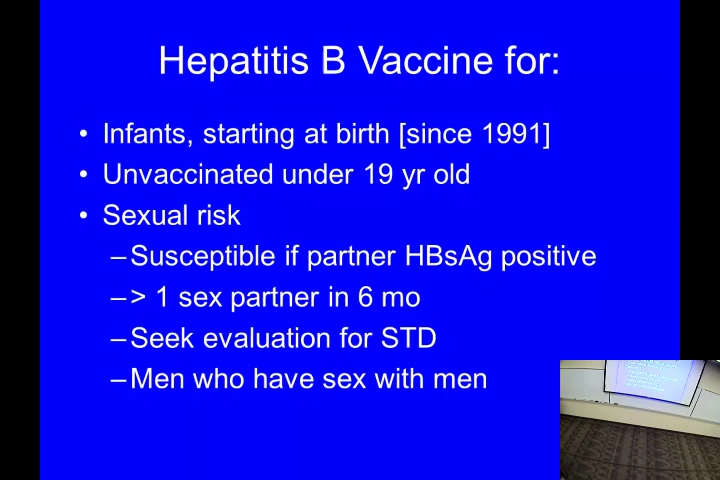 Hepatitis B Vaccine for:
• Infants, starting at birth [since 1991]
• Unvaccinated under 19 yr old
• Sexual risk
– Susceptible if partner HBsAg positive
– > 1 sex partner in 6 mo
– Seek evaluation for STD
– Men who have sex with men